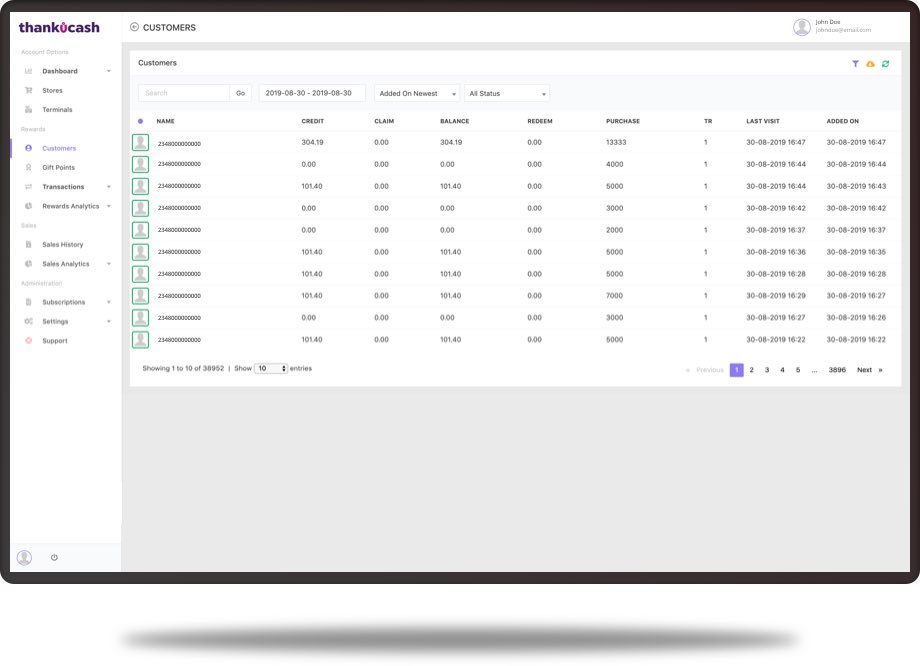 thankucash
CUSTOMERS
John Doe
johndoe@email.com
Account Options
Dashboard
Stores
Terminals
Rewards
Customers
Gift Points
Transactions
Rewards Analytics
Sales
Sales History
Sales Analytics
Administration
Subscriptions
Settings
Support
Customers
Search Go 2019-08-30 - 2019-08-30 Added On Newest All Status
NAME CREDIT CLAIM BALANCE REDEEM PURCHASE TR LAST VISIT ADDED ON
2348000000000 304.19 0.00 304.19 0.00 13333 1 30-08-2019 16:47 30-08-2019 16:47
2348000000000 0.00 0.00 0.00 0.00 4000 1 30-08-2019 16:44 30-08-2019 16:44
2348000000000 101.40 0.00 101.40 0.00 5000 1 30-08-2019 16:44 30-08-2019 16:43
2348000000000 0.00 0.00 0.00 0.00 3000 1 30-08-2019 16:42 30-08-2019 16:42
2348000000000 0.00 0.00 0.00 0.00 2000 1 30-08-2019 16:37 30-08-2019 16:37
2348000000000 101.40 0.00 101.40 0.00 5000 1 30-08-2019 16:36 30-08-2019 16:35
2348000000000 101.40 0.00 101.40 0.00 5000 1 30-08-2019 16:28 30-08-2019 16:28
2348000000000 101.40 0.00 101.40 0.00 7000 1 30-08-2019 16:29 30-08-2019 16:27
2348000000000 0.00 0.00 0.00 0.00 3000 1 30-08-2019 16:27 30-08-2019 16:26
2348000000000 101.40 0.00 101.40 0.00 5000 1 30-08-2019 16:22 30-08-2019 16:22
Showing 1 to 10 of 38952 | Show 10 entries « Previous 1 2 3 4 5 ... 3896 Next »